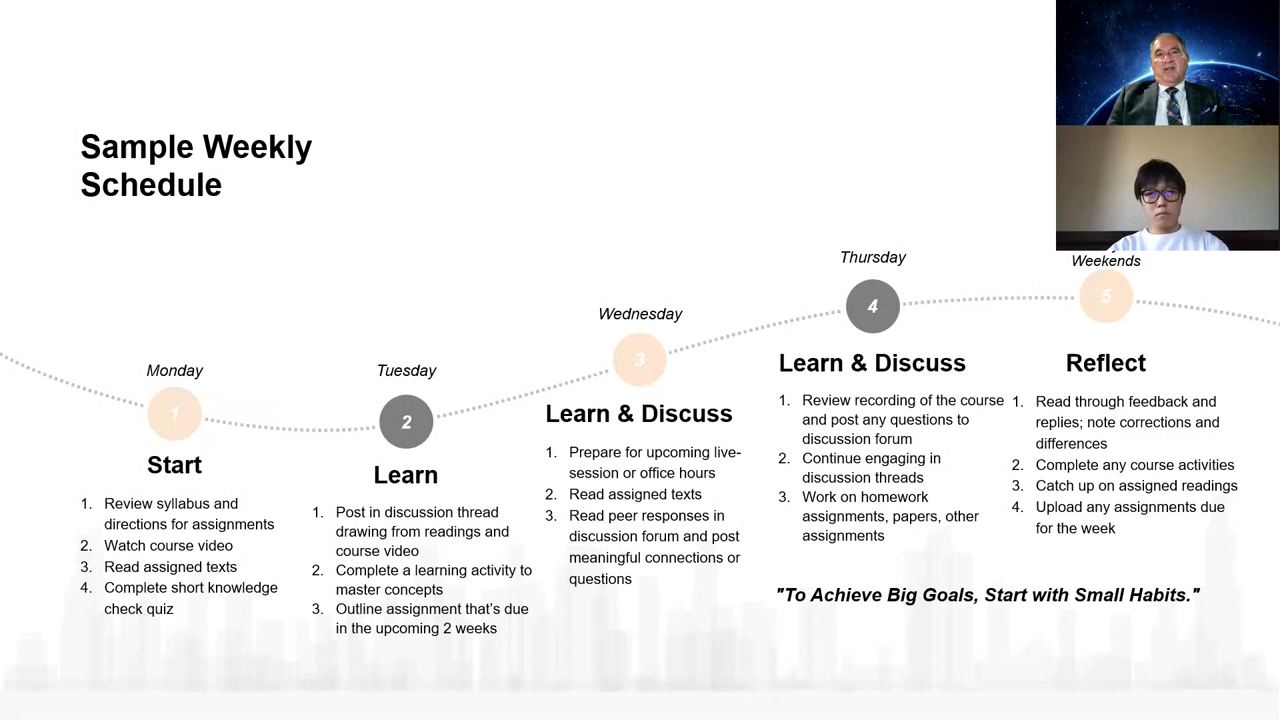 Sample Weekly
Schedule
Monday
1
Start
1. Review syllabus and
directions for assignments
2. Watch course video
3. Read assigned texts
4. Complete short knowledge
check quiz
Tuesday
2
Learn
1. Post in discussion thread
drawing from readings and
course video
2. Complete a learning activity to
master concepts
3. Outline assignment that's due
in the upcoming 2 weeks
Wednesday
3
Learn & Discuss
1. Prepare for upcoming live-
session or office hours
2. Read assigned texts
3. Read peer responses in
discussion forum and post
meaningful connections or
questions
Thursday
4
Learn & Discuss
1. Review recording of the course
and post any questions to
discussion forum
2. Continue engaging in
discussion threads
3. Work on homework
assignments, papers, other
assignments
Weekends
5
Reflect
1. Read through feedback and
replies; note corrections and
differences
2. Complete any course activities
3. Catch up on assigned readings
4. Upload any assignments due
for the week
"To Achieve Big Goals, Start with Small Habits."